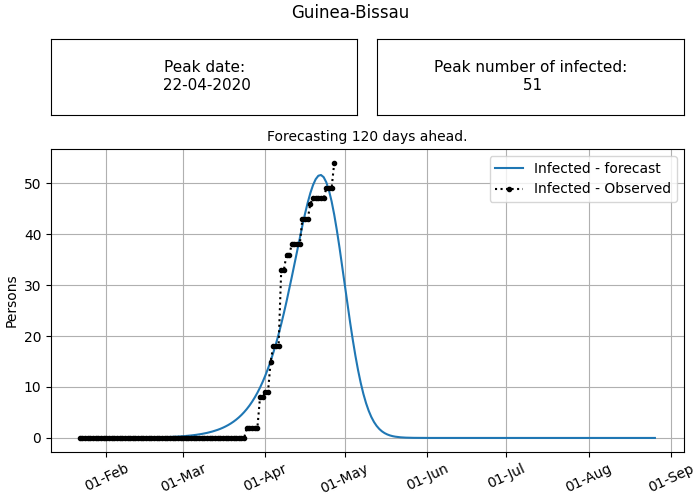 Guinea-Bissau
Peak date:
22-04-2020
Peak number of infected:
51
Forecasting 120 days ahead.
Infected - forecast
Infected - Observed
Persons
50
40
30
20
10
0
01-Feb
01-Mar
01-Apr
01-May
01-Jun
01-Jul
01-Aug
01-Sep